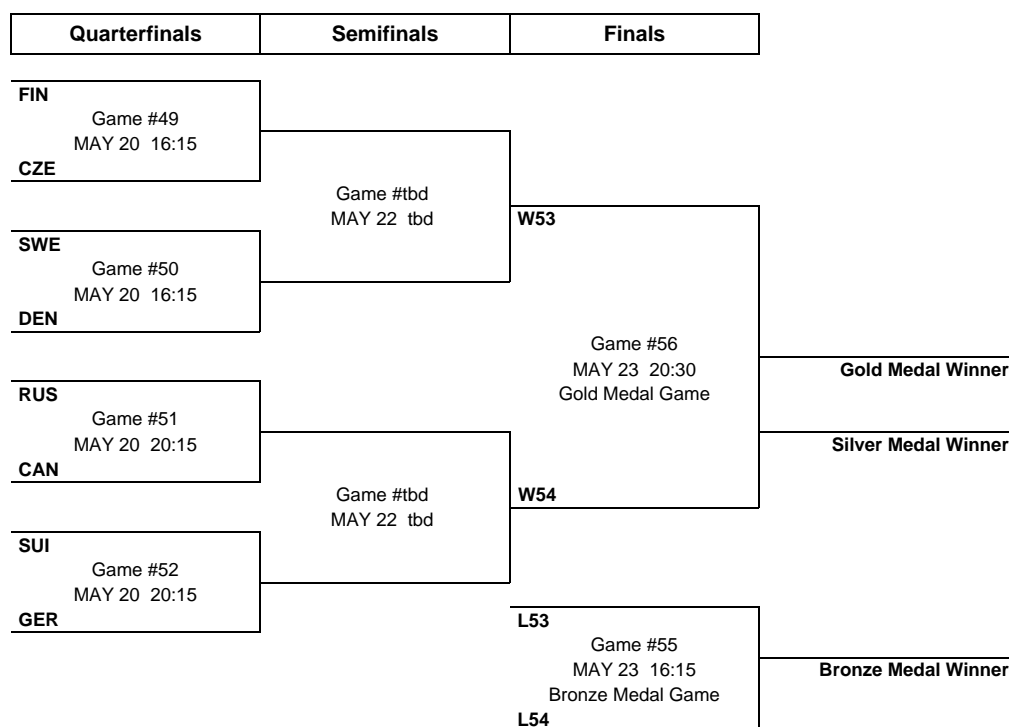 Quarterfinals Semifinals Finals
FIN
Game #49
MAY 20 16:15
CZE
SWE
Game #50
MAY 20 16:15
DEN
RUS
Game #51
MAY 20 20:15
CAN
SUI
Game #52
MAY 20 20:15
GER
Game #tbd
MAY 22 tbd
Game #tbd
MAY 22 tbd
W53
Game #56
MAY 23 20:30
Gold Medal Game
W54
Gold Medal Winner
Silver Medal Winner
L53
Game #55
MAY 23 16:15
Bronze Medal Game
L54
Bronze Medal Winner